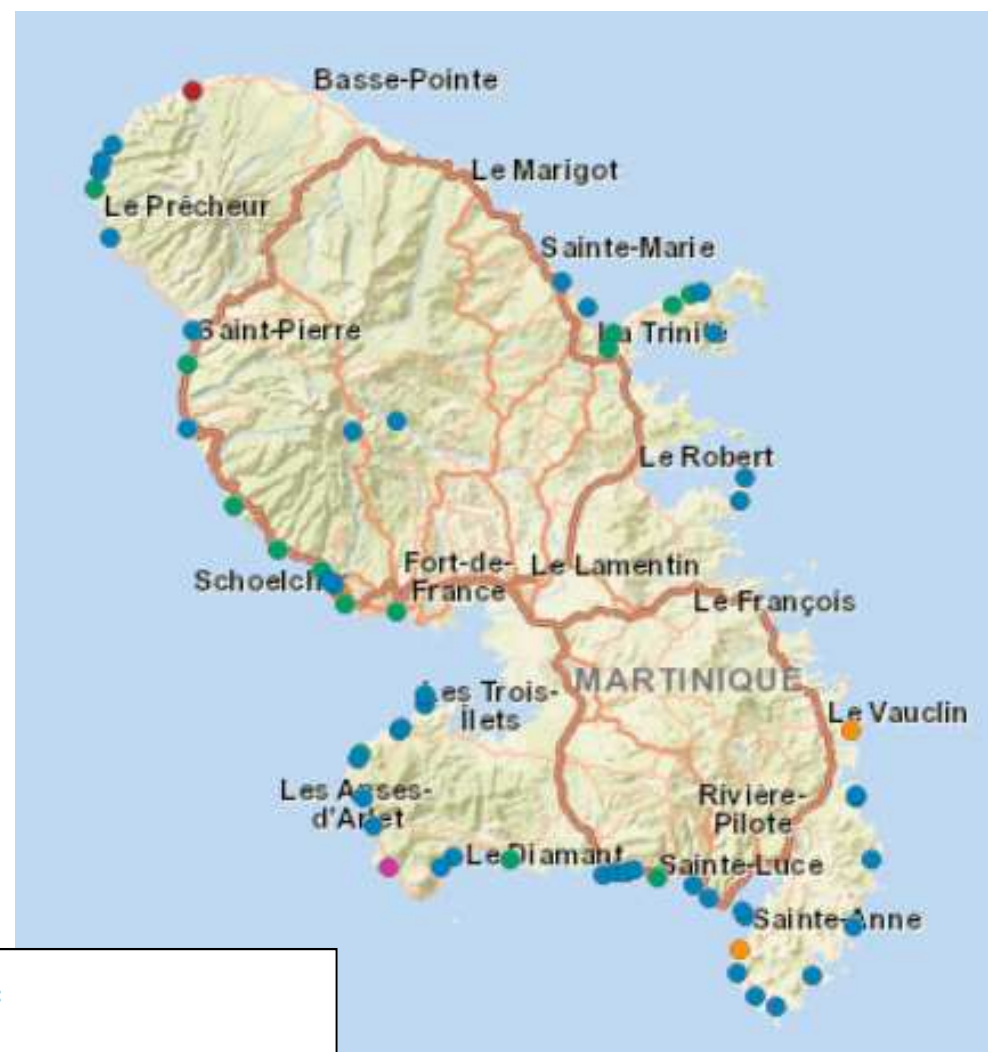 Basse-Pointe
Le Marigot
Le Prêcheur
Sainte-Marie
Saint-Pierre
La Trinité
Le Robert
Schoelch
Fort-de-
France
Le Lamentin
Le François
MARTINIQUE
Les Trois-
Îlets
Le Vauclin
Les Anses-
d'Arlet
Rivière-
Pilote
Le Diamant
Sainte-Luce
Sainte-Anne